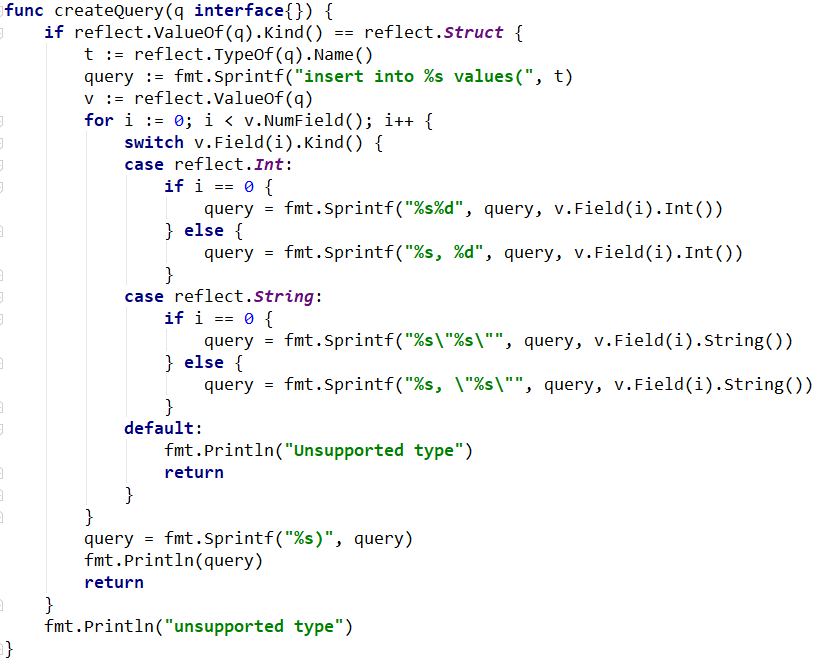 func createQuery(q interface{}) {
    if reflect.ValueOf(q).Kind() == reflect.Struct {
        t := reflect.TypeOf(q).Name()
        query := fmt.Sprintf("insert into %s values(", t)
        v := reflect.ValueOf(q)
        for i := 0; i < v.NumField(); i++ {
            switch v.Field(i).Kind() {
            case reflect.Int:
                if i == 0 {
                    query = fmt.Sprintf("%s%d", query, v.Field(i).Int())
                } else {
                    query = fmt.Sprintf("%s, %d", query, v.Field(i).Int())
                }
            case reflect.String:
                if i == 0 {
                    query = fmt.Sprintf("%s\"%s\"", query, v.Field(i).String())
                } else {
                    query = fmt.Sprintf("%s, \"%s\"", query, v.Field(i).String())
                }
            default:
                fmt.Println("Unsupported type")
                return
            }
        }
        query = fmt.Sprintf("%s)", query)
        fmt.Println(query)
        return
    }
    fmt.Println("unsupported type")
}